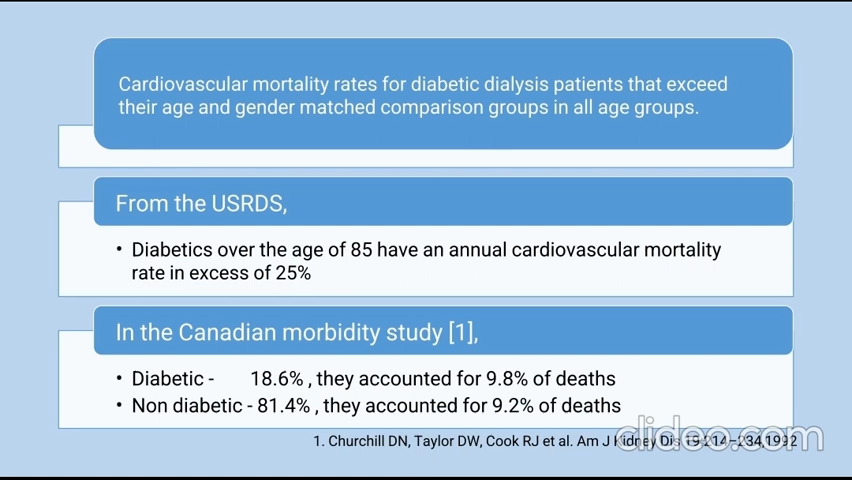 Cardiovascular mortality rates for diabetic dialysis patients that exceed
their age and gender matched comparison groups in all age groups.
From the USRDS,
• Diabetics over the age of 85 have an annual cardiovascular mortality
rate in excess of 25%
In the Canadian morbidity study [1],
• Diabetic - 18.6% , they accounted for 9.8% of deaths
• Non diabetic - 81.4% , they accounted for 9.2% of deaths
1. Churchill DN, Taylor DW, Cook RJ et al. Am J Kidney Dis 19:214–234,1992
clideo.com